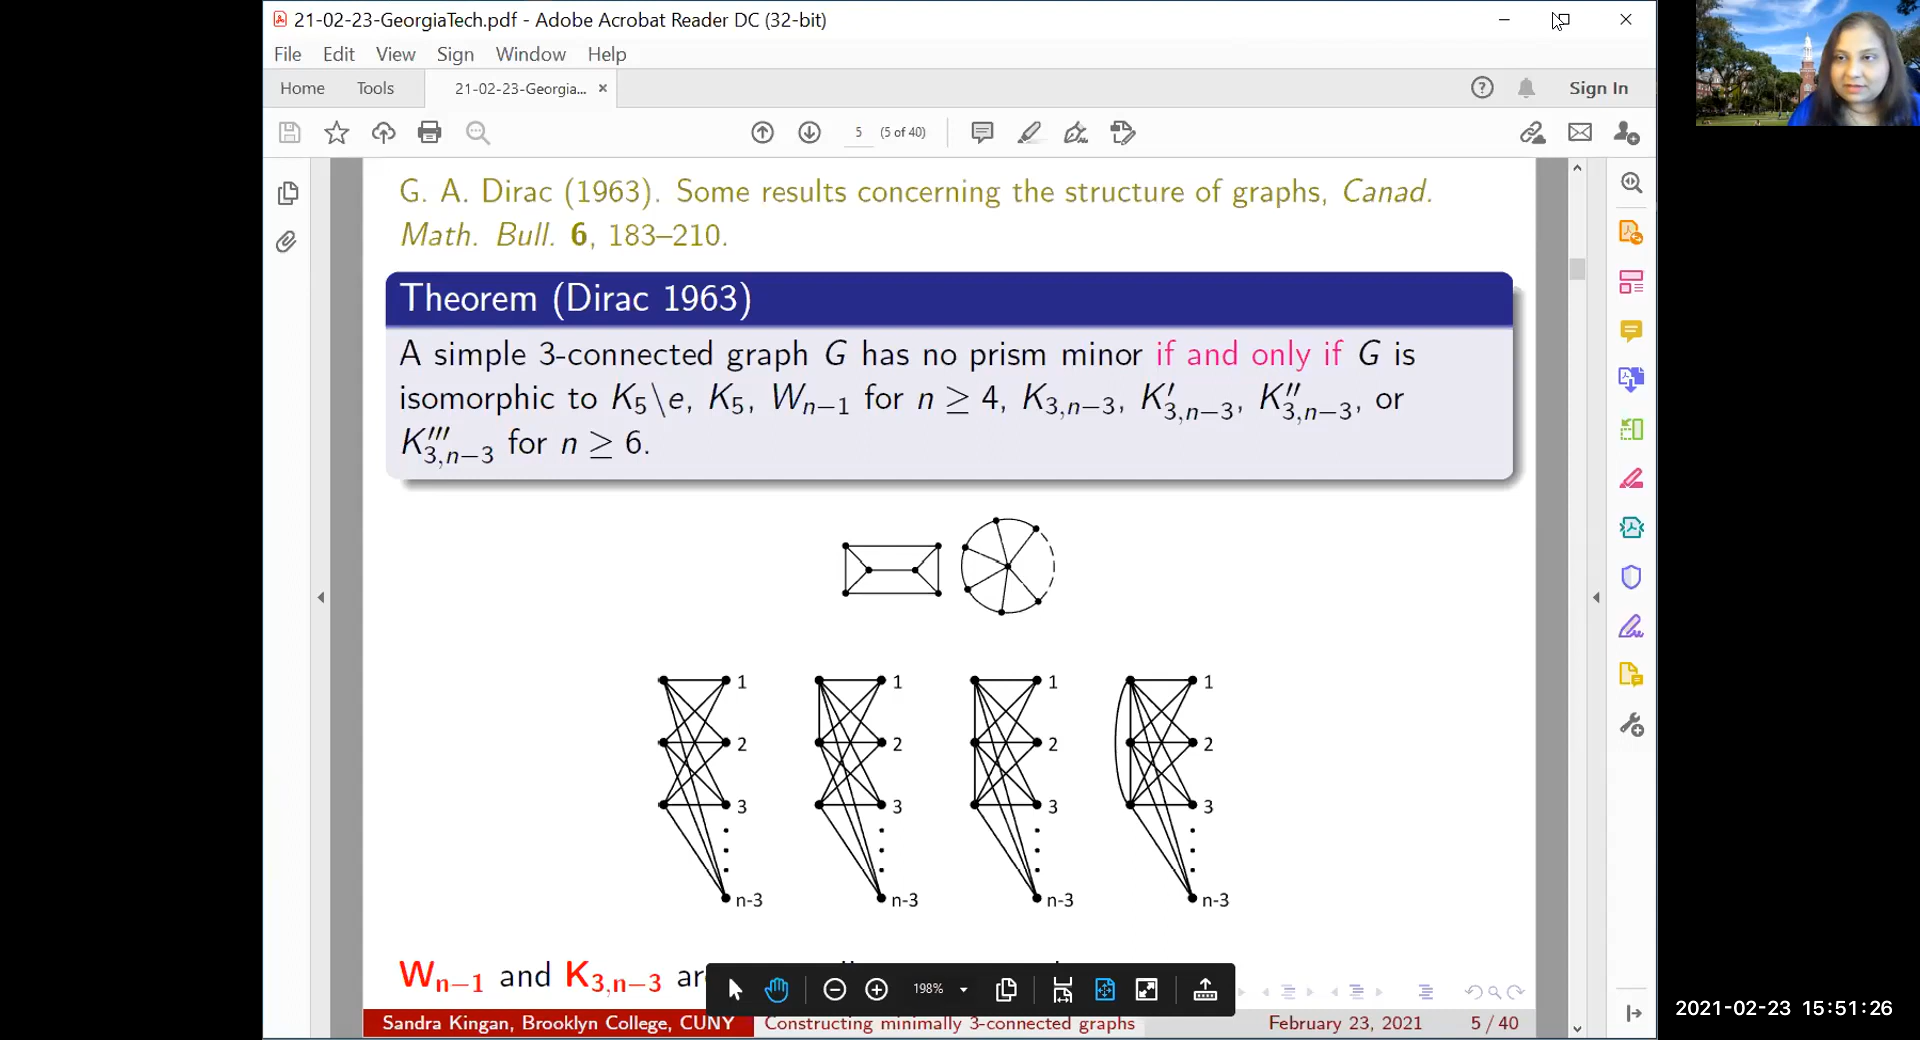 21-02-23-GeorgiaTech.pdf - Adobe Acrobat Reader DC (32-bit)
File Edit View Sign Window Help
Home Tools 21-02-23-Georgia... × Sign In
5 (5 of 40)
G. A. Dirac (1963). Some results concerning the structure of graphs, Canad.
Math. Bull. 6, 183–210.
Theorem (Dirac 1963)
A simple 3-connected graph G has no prism minor if and only if G is
isomorphic to K₅\e, K₅, Wₙ₋₁ for n ≥ 4, K₃,ₙ₋₃, K′₃,ₙ₋₃, K″₃,ₙ₋₃, or
K‴₃,ₙ₋₃ for n ≥ 6.
1 1 1 1
2 2 2 2
3 3 3 3
n-3 n-3 n-3 n-3
Wₙ₋₁ and K₃,ₙ₋₃
198%
Sandra Kingan, Brooklyn College, CUNY Constructing minimally 3-connected graphs February 23, 2021 5 / 40
2021-02-23 15:51:26